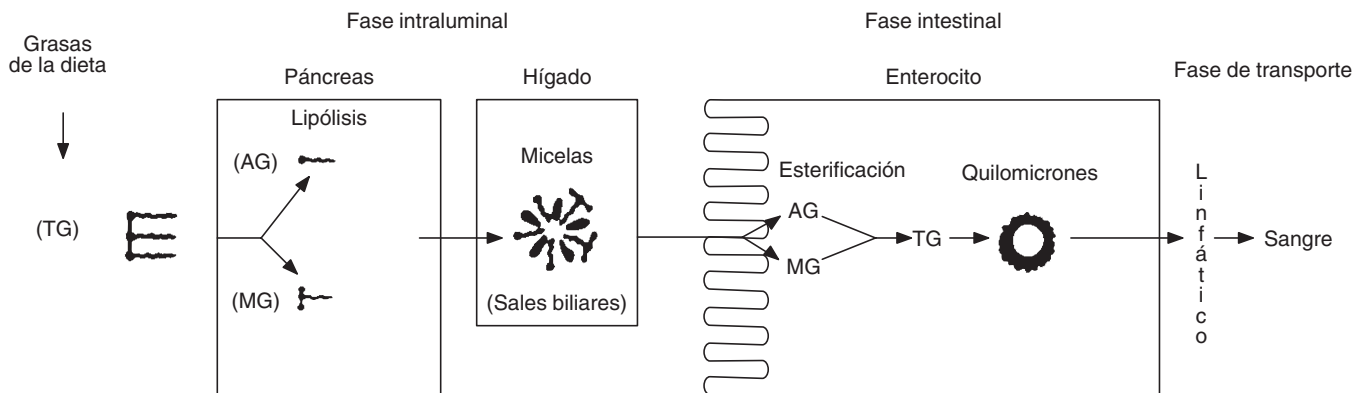 Fase intraluminal
Fase intestinal
Grasas
de la dieta
Páncreas
Hígado
Enterocito
Fase de transporte
Lipólisis
(AG)
(TG)
(MG)
Micelas
(Sales biliares)
Esterificación
AG
MG
TG
Quilomicrones
Linfático
Sangre